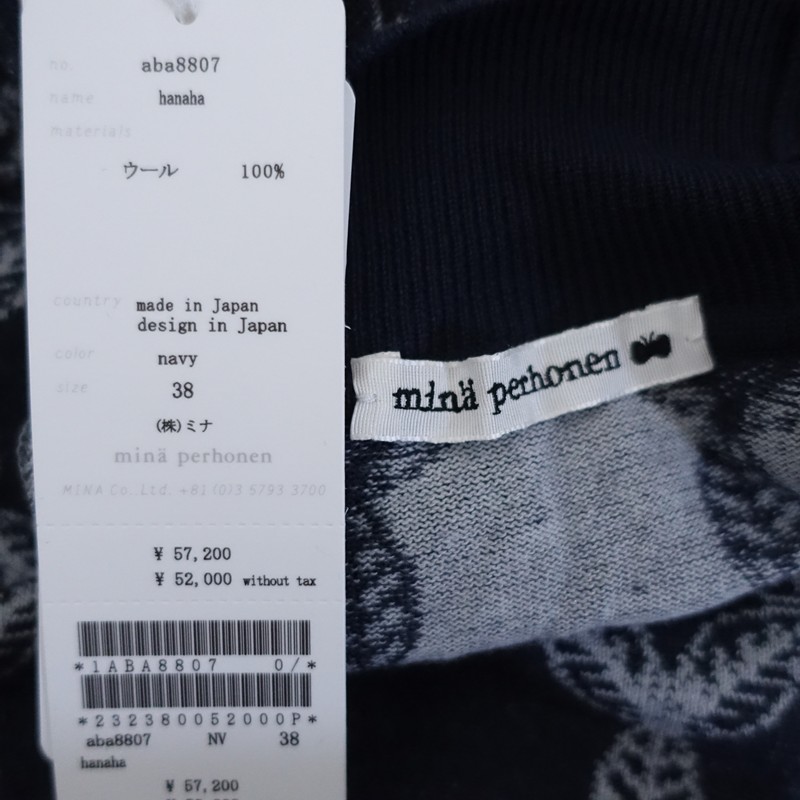 no. aba8807
name hanaha
materials
ウール 100%
country made in Japan
design in Japan
color navy
size 38
(株)ミナ
minä perhonen
MINA Co., Ltd. +81 (0)3 5793 3700
¥ 57,200
¥ 52,000 without tax
*1ABA8807 0/*
*232380052000P*
aba8807 NV 38
hanaha
¥ 57,200
minä perhonen